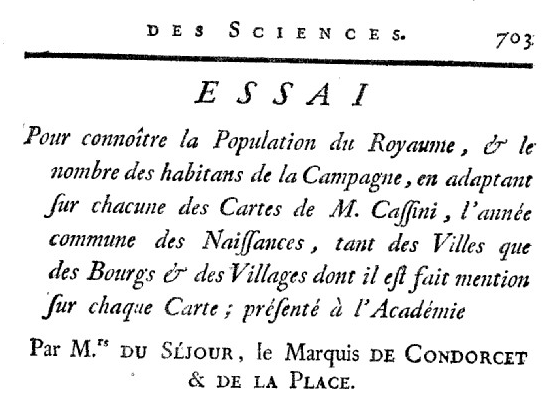 DES SCIENCES. 703
ESSAI
Pour connoître la Population du Royaume, & le
nombre des habitans de la Campagne, en adaptant
ſur chacune des Cartes de M. Caſſini, l'année
commune des Naiſſances, tant des Villes que
des Bourgs & des Villages dont il eſt fait mention
ſur chaque Carte; préſenté à l'Académie
Par M.rs DU SÉJOUR, le Marquis DE CONDORCET
& DE LA PLACE.